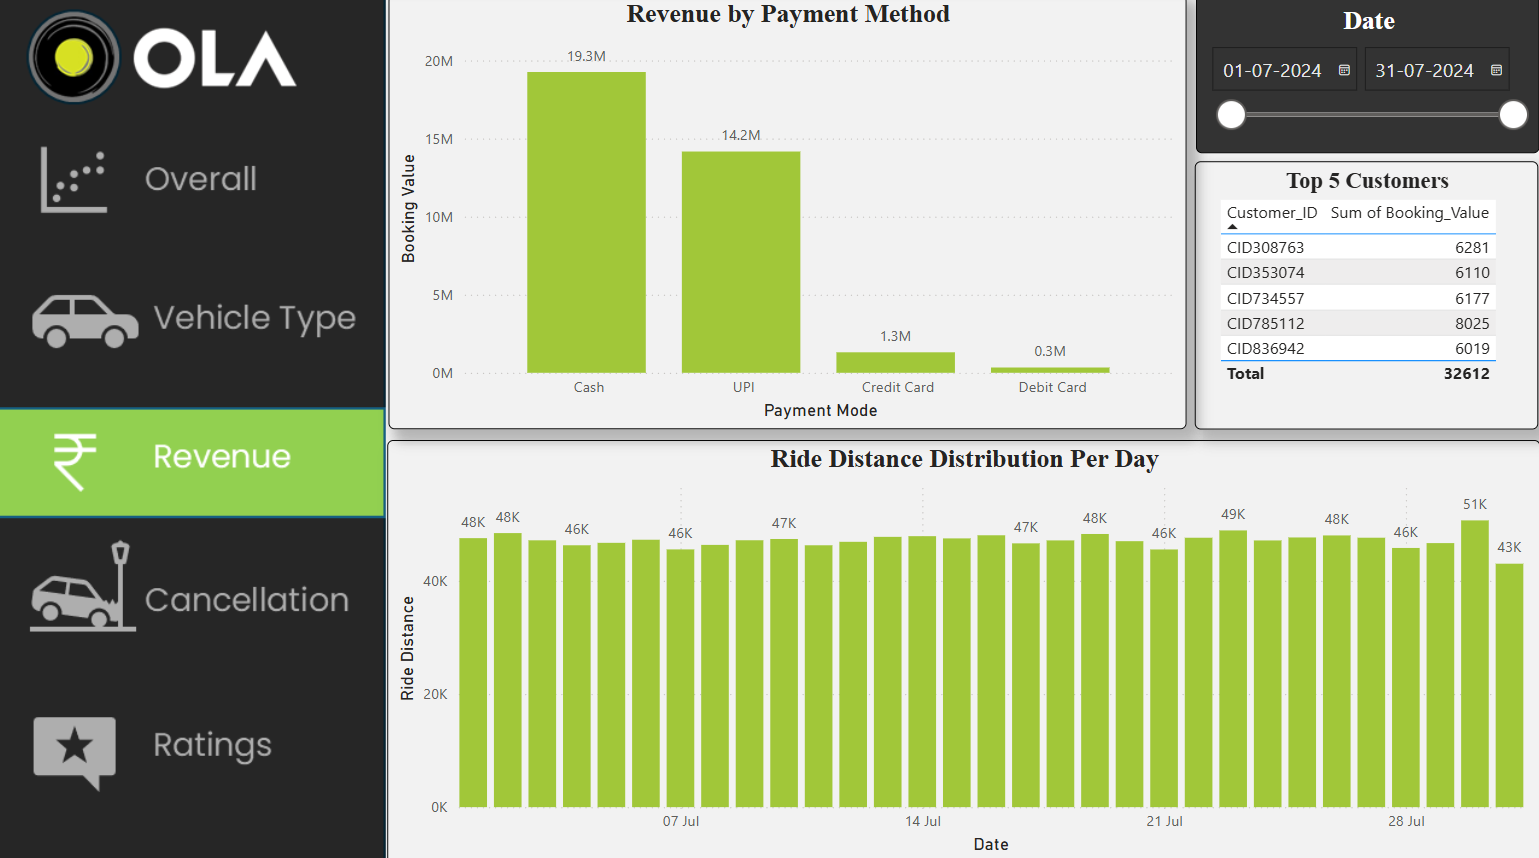 OLA
Overall
Vehicle Type
Revenue
Cancellation
Ratings
Revenue by Payment Method
Booking Value
20M
15M
10M
5M
0M
19.3M
14.2M
1.3M
0.3M
Cash UPI Credit Card Debit Card
Payment Mode
Date
01-07-2024 31-07-2024
Top 5 Customers
Customer_ID Sum of Booking_Value
CID308763 6281
CID353074 6110
CID734557 6177
CID785112 8025
CID836942 6019
Total 32612
Ride Distance Distribution Per Day
Ride Distance
40K
20K
0K
48K 48K 46K 46K 47K 47K 48K 46K 49K 48K 46K 51K 43K
07 Jul 14 Jul 21 Jul 28 Jul
Date